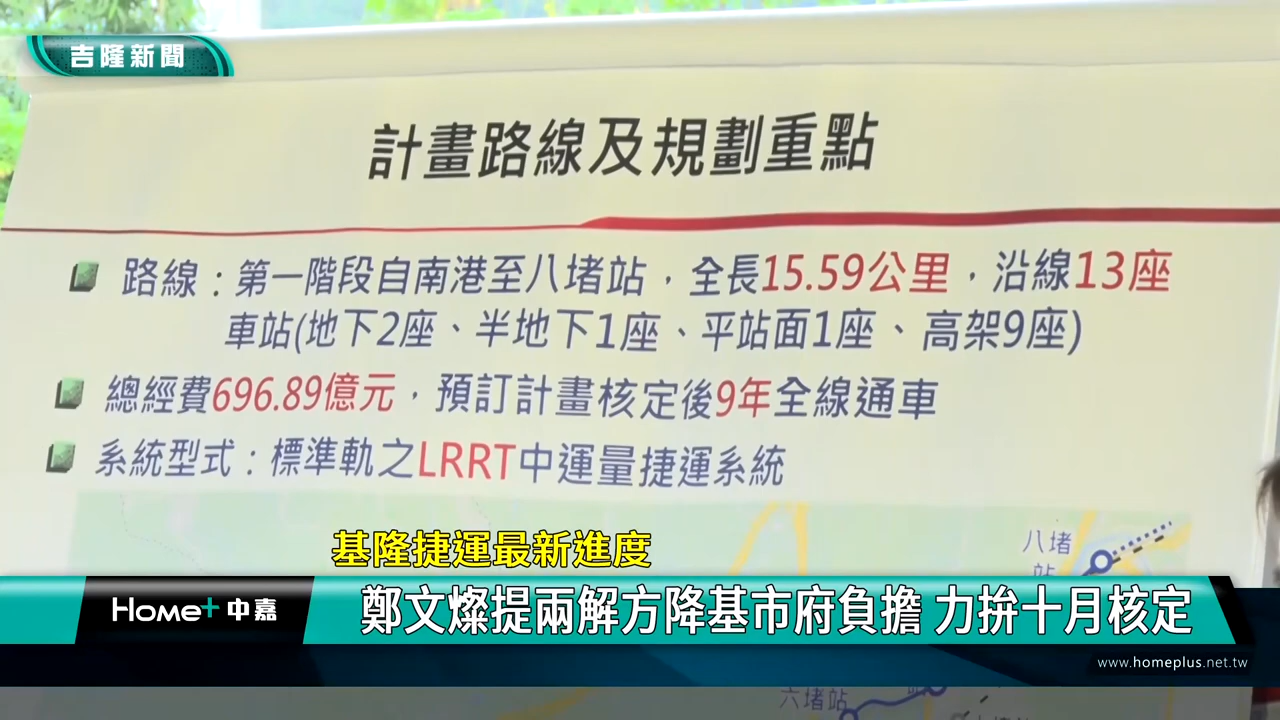 吉隆新聞
計畫路線及規劃重點
路線：第一階段自南港至八堵站，全長15.59公里，沿線13座
車站(地下2座、半地下1座、平站面1座、高架9座)
總經費696.89億元，預訂計畫核定後9年全線通車
系統型式：標準軌之LRRT中運量捷運系統
八堵
站
基隆捷運最新進度
Home+中嘉
鄭文燦提兩解方降基市府負擔 力拚十月核定
www.homeplus.net.tw
六堵站